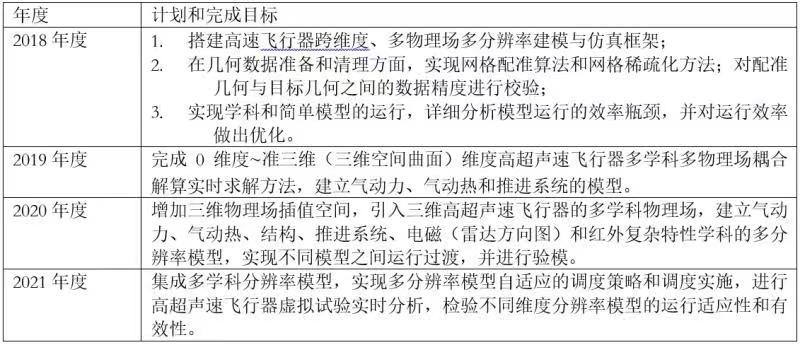 年度 计划和完成目标
2018 年度 1. 搭建高速飞行器跨维度、多物理场多分辨率建模与仿真框架；
2. 在几何数据准备和清理方面，实现网格配准算法和网格稀疏化方法；对配准
几何与目标几何之间的数据精度进行校验；
3. 实现学科和简单模型的运行，详细分析模型运行的效率瓶颈，并对运行效率
做出优化。
2019 年度 完成 0 维度~准三维（三维空间曲面）维度高超声速飞行器多学科多物理场耦合
解算实时求解方法，建立气动力、气动热和推进系统的模型。
2020 年度 增加三维物理场插值空间，引入三维高超声速飞行器的多学科物理场，建立气动
力、气动热、结构、推进系统、电磁（雷达方向图）和红外复杂特性学科的多分
辨率模型，实现不同模型之间运行过渡，并进行验模。
2021 年度 集成多学科分辨率模型，实现多分辨率模型自适应的调度策略和调度实施，进行
高超声速飞行器虚拟试验实时分析，检验不同维度分辨率模型的运行适应性和有
效性。